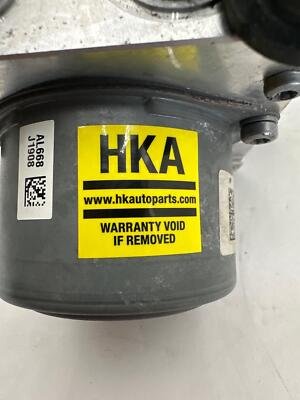 AL668
J1908
HKA
www.hkautoparts.com
WARRANTY VOID
IF REMOVED